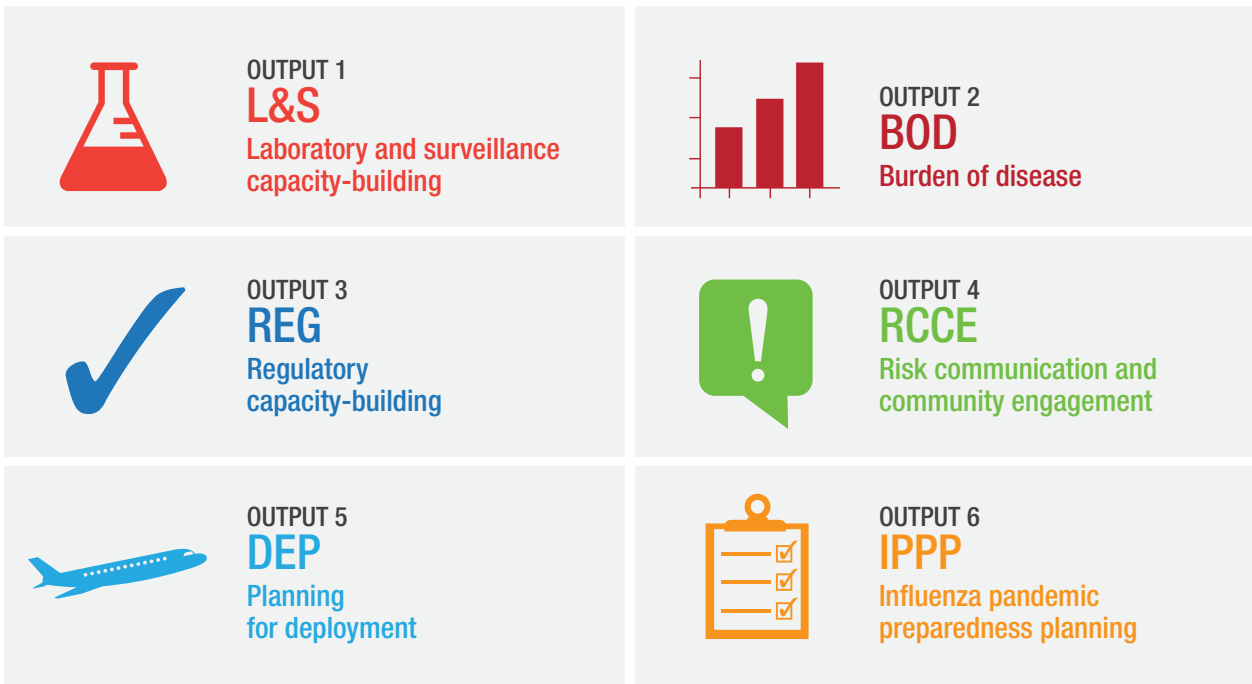 OUTPUT 1
L&S
Laboratory and surveillance
capacity-building
OUTPUT 2
BOD
Burden of disease
OUTPUT 3
REG
Regulatory
capacity-building
OUTPUT 4
RCCE
Risk communication and
community engagement
OUTPUT 5
DEP
Planning
for deployment
OUTPUT 6
IPPP
Influenza pandemic
preparedness planning